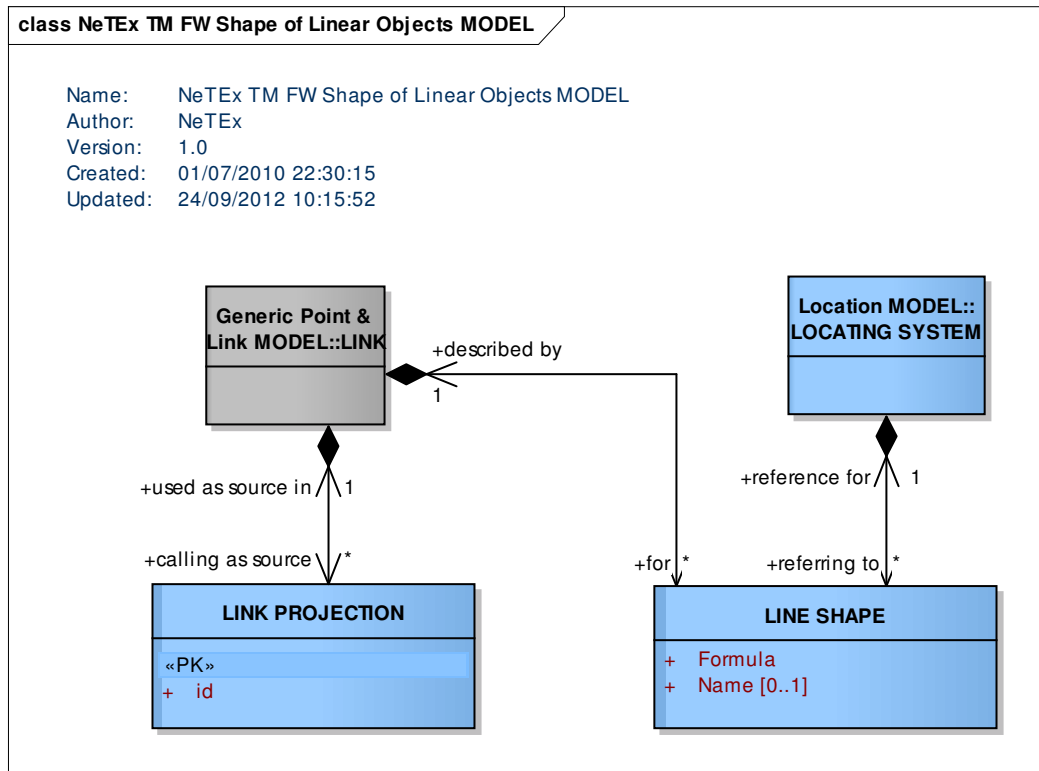 class NeTEx TM FW Shape of Linear Objects MODEL
Name: NeTEx TM FW Shape of Linear Objects MODEL
Author: NeTEx
Version: 1.0
Created: 01/07/2010 22:30:15
Updated: 24/09/2012 10:15:52
Generic Point &
Link MODEL::LINK
Location MODEL::
LOCATING SYSTEM
+described by
1
+used as source in 1
+reference for 1
+calling as source *
+for *
+referring to *
LINK PROJECTION
«PK»
+ id
LINE SHAPE
+ Formula
+ Name [0..1]